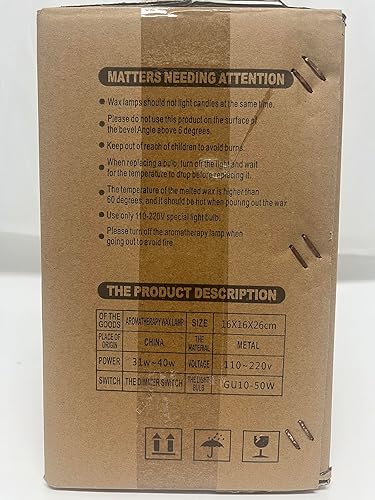 MATTERS NEEDING ATTENTION
Wax lamps should not light candles at the same time.
Please do not use this product on the surface of
the bevel Angle above 6 degrees.
Keep out of reach of children to avoid burns.
When replacing a bulb, turn off the light and wait
for the temperature to drop before replacing it.
The temperature of the melted wax is higher than
60 degrees, and it should be hot when pouring out the wax
Use only 110-220V special light bulb.
Please turn off the aromatherapy lamp when
going out to avoid fire
THE PRODUCT DESCRIPTION
OF THE GOODS AROMATHERAPY WAX LAMP SIZE 16X16X26cm
PLACE OF ORIGIN CHINA THE MATERIAL METAL
POWER 31w~40w VOLTAGE 110~220v
SWITCH THE DIMMER SWITCH THE LIGHT BULB GU10-50W